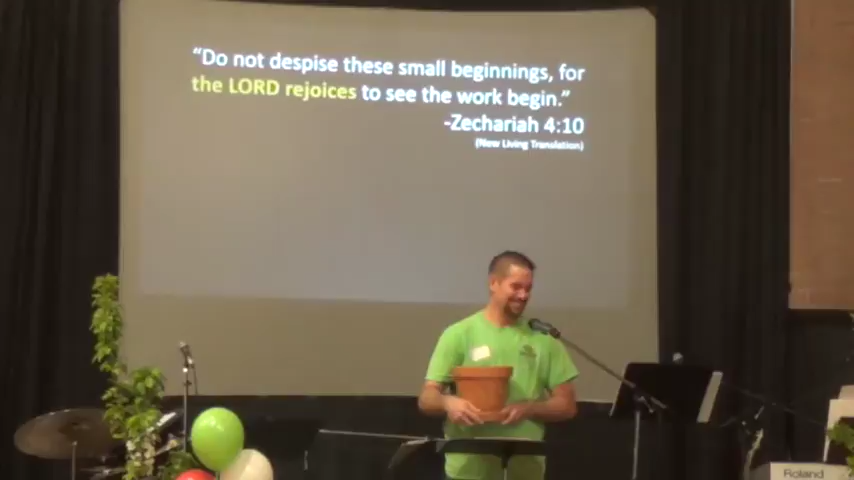 “Do not despise these small beginnings, for
the LORD rejoices to see the work begin.”
-Zechariah 4:10
(New Living Translation)
Roland